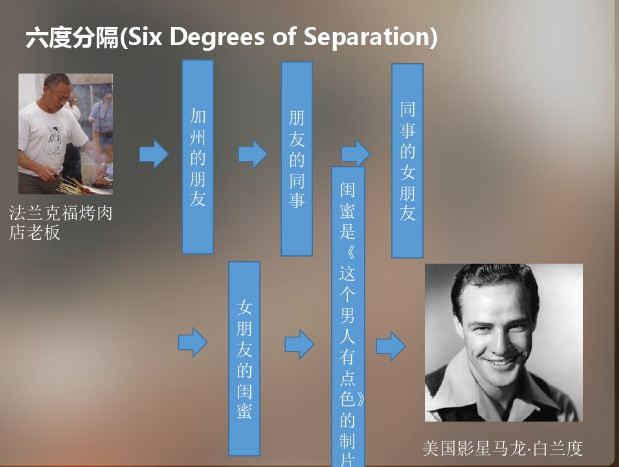 六度分隔(Six Degrees of Separation)
加州的朋友
朋友的同事
同事的女朋友
法兰克福烤肉
店老板
女朋友的闺蜜
闺蜜是《这个男人有点色》的制片
美国影星马龙·白兰度